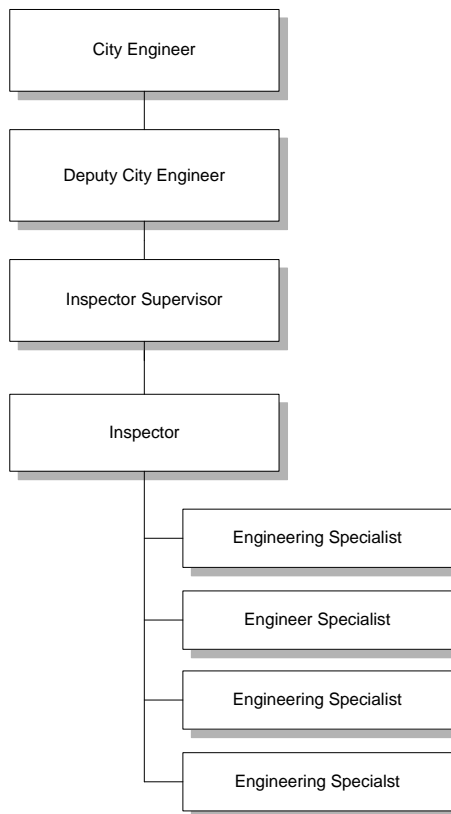 City Engineer
Deputy City Engineer
Inspector Supervisor
Inspector
Engineering Specialist
Engineer Specialist
Engineering Specialist
Engineering Specialst